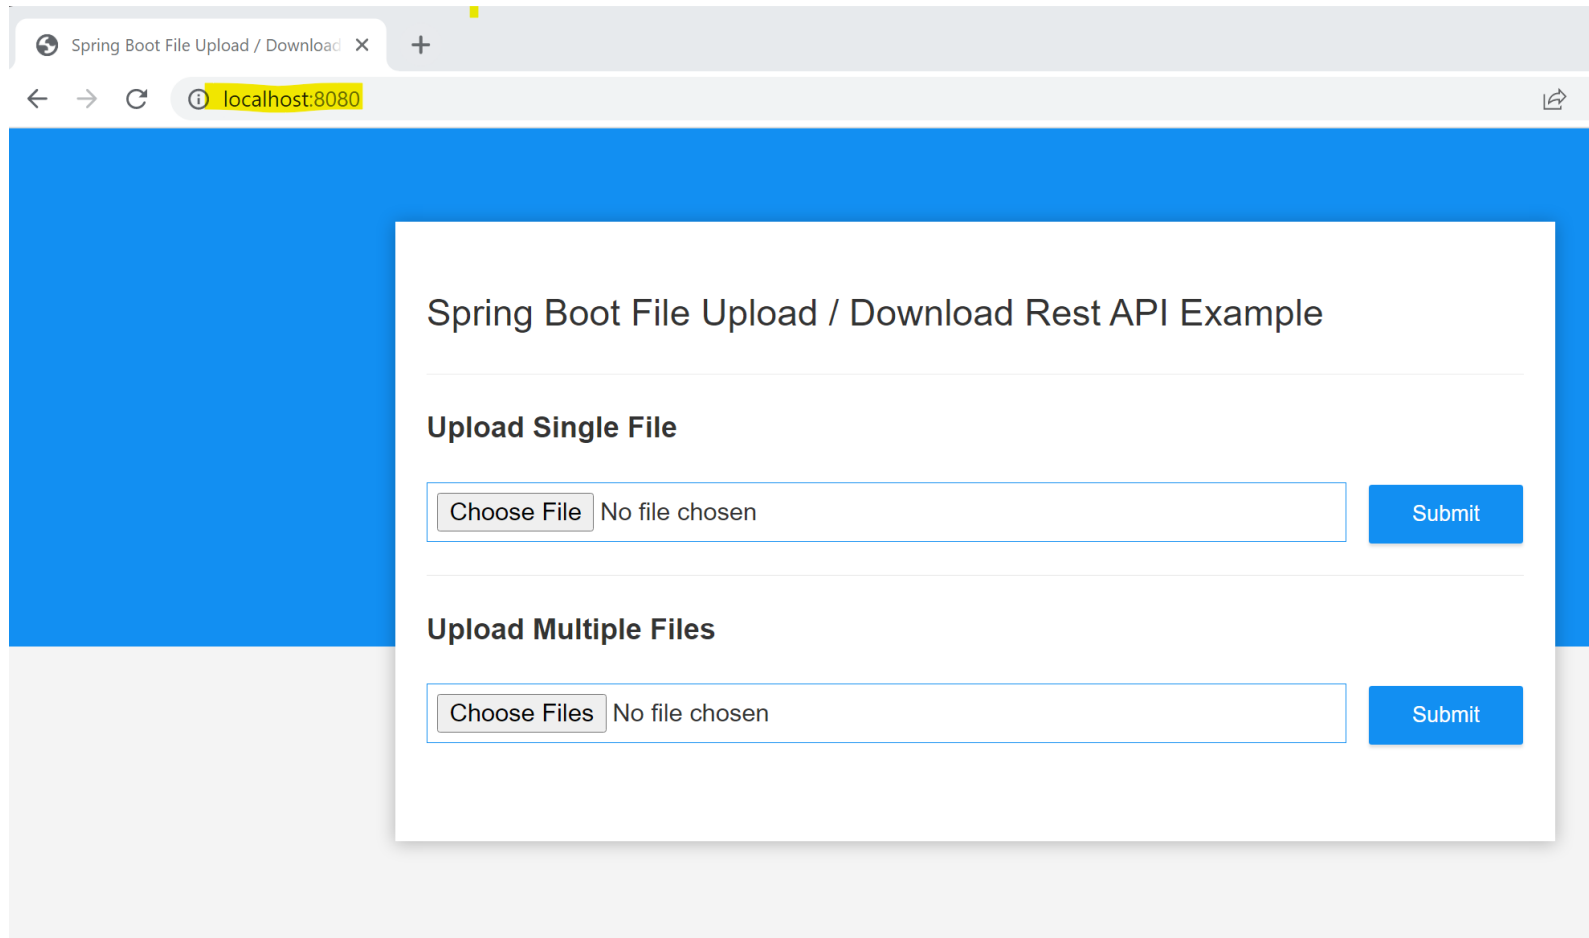 Spring Boot File Upload / Download
localhost:8080
Spring Boot File Upload / Download Rest API Example
Upload Single File
Choose File No file chosen
Submit
Upload Multiple Files
Choose Files No file chosen
Submit